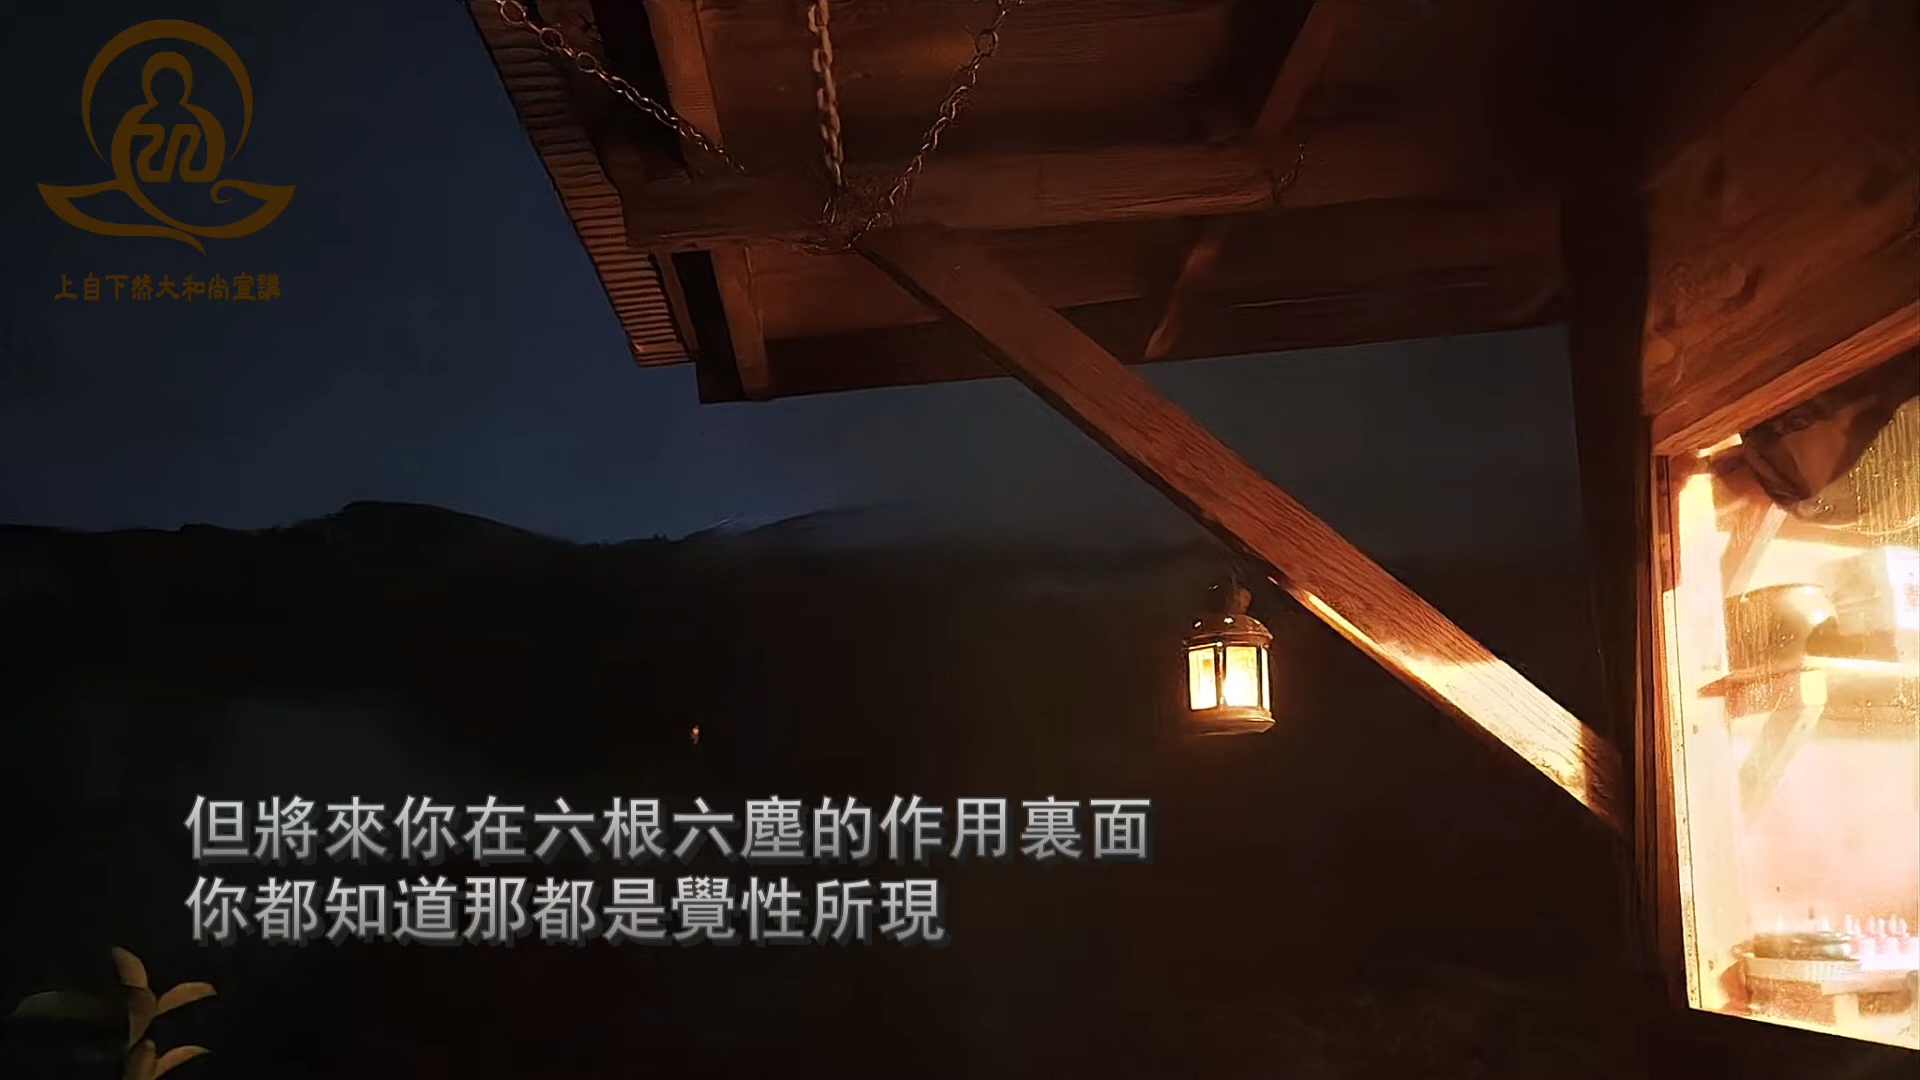 上自下然大和尚宣講
但將來你在六根六塵的作用裏面
你都知道那都是覺性所現